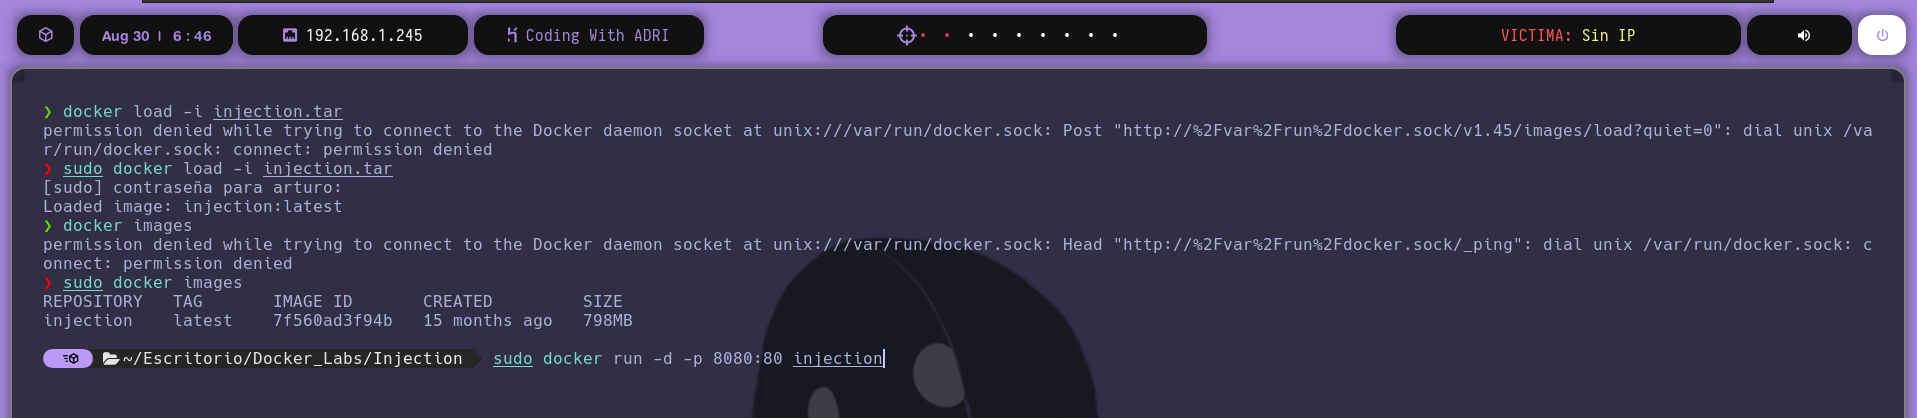 Aug 30 | 6:46
192.168.1.245
Coding With ADRI
VICTIMA: Sin IP
❯ docker load -i injection.tar
permission denied while trying to connect to the Docker daemon socket at unix:///var/run/docker.sock: Post "http://%2Fvar%2Frun%2Fdocker.sock/v1.45/images/load?quiet=0": dial unix /va
r/run/docker.sock: connect: permission denied
❯ sudo docker load -i injection.tar
[sudo] contraseña para arturo:
Loaded image: injection:latest
❯ docker images
permission denied while trying to connect to the Docker daemon socket at unix:///var/run/docker.sock: Head "http://%2Fvar%2Frun%2Fdocker.sock/_ping": dial unix /var/run/docker.sock: c
onnect: permission denied
❯ sudo docker images
REPOSITORY   TAG       IMAGE ID       CREATED         SIZE
injection    latest    7f560ad3f94b   15 months ago   798MB
~/Escritorio/Docker_Labs/Injection sudo docker run -d -p 8080:80 injection